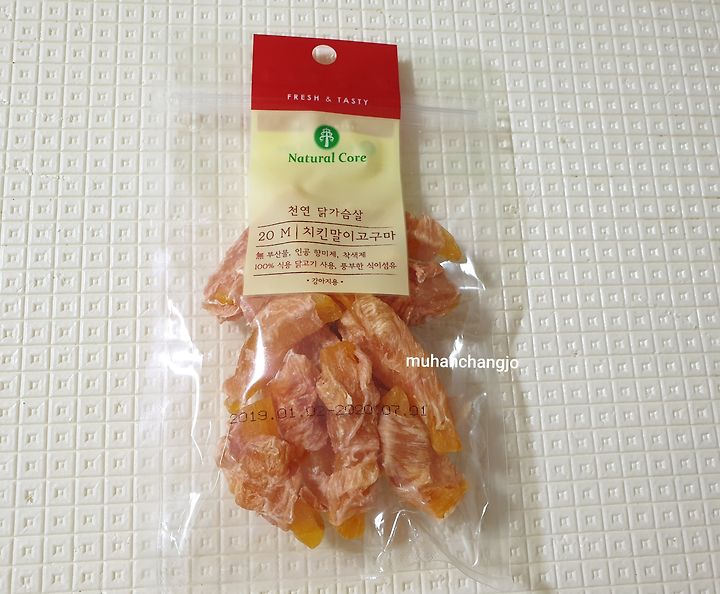 FRESH & TASTY
Natural Core
천연 닭가슴살
20 M | 치킨말이고구마
無 부산물, 인공 향미제, 착색제
100% 식용 닭고기 사용, 풍부한 식이섬유
• 강아지용 •
muhanchangjo
2019.01.02-2020.07.01